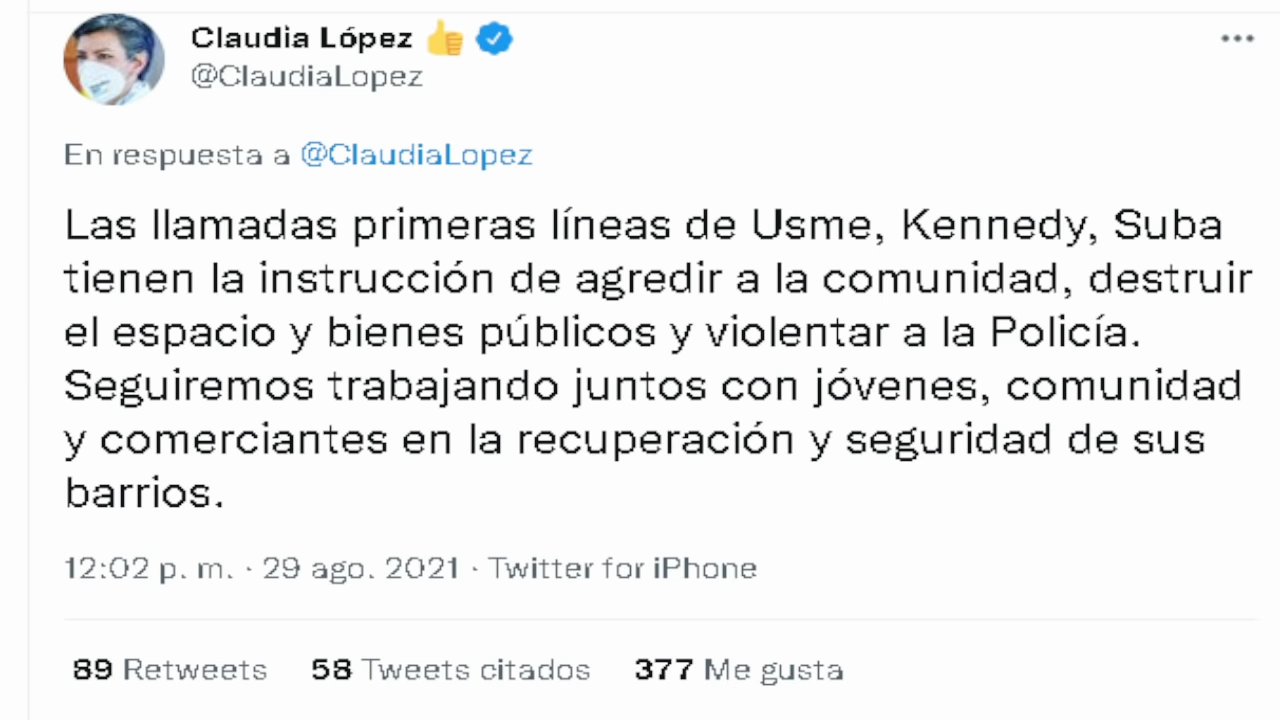 Claudia López 👍
@ClaudiaLopez
En respuesta a @ClaudiaLopez
Las llamadas primeras líneas de Usme, Kennedy, Suba
tienen la instrucción de agredir a la comunidad, destruir
el espacio y bienes públicos y violentar a la Policía.
Seguiremos trabajando juntos con jóvenes, comunidad
y comerciantes en la recuperación y seguridad de sus
barrios.
12:02 p. m. · 29 ago. 2021 · Twitter for iPhone
89 Retweets 58 Tweets citados 377 Me gusta